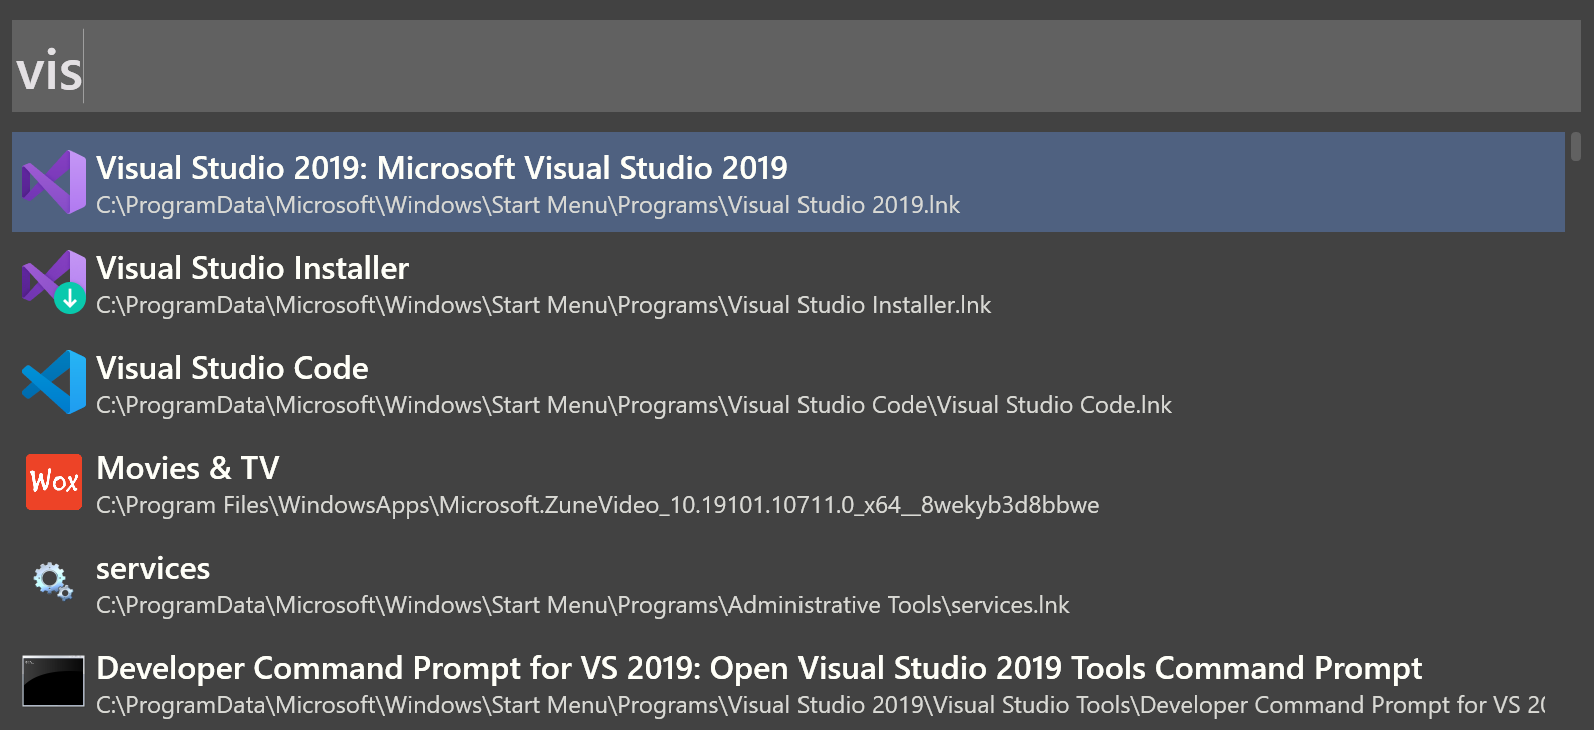 vis
Visual Studio 2019: Microsoft Visual Studio 2019
C:\ProgramData\Microsoft\Windows\Start Menu\Programs\Visual Studio 2019.lnk
Visual Studio Installer
C:\ProgramData\Microsoft\Windows\Start Menu\Programs\Visual Studio Installer.lnk
Visual Studio Code
C:\ProgramData\Microsoft\Windows\Start Menu\Programs\Visual Studio Code\Visual Studio Code.lnk
Wox
Movies & TV
C:\Program Files\WindowsApps\Microsoft.ZuneVideo_10.19101.10711.0_x64__8wekyb3d8bbwe
services
C:\ProgramData\Microsoft\Windows\Start Menu\Programs\Administrative Tools\services.lnk
Developer Command Prompt for VS 2019: Open Visual Studio 2019 Tools Command Prompt
C:\ProgramData\Microsoft\Windows\Start Menu\Programs\Visual Studio 2019\Visual Studio Tools\Developer Command Prompt for VS